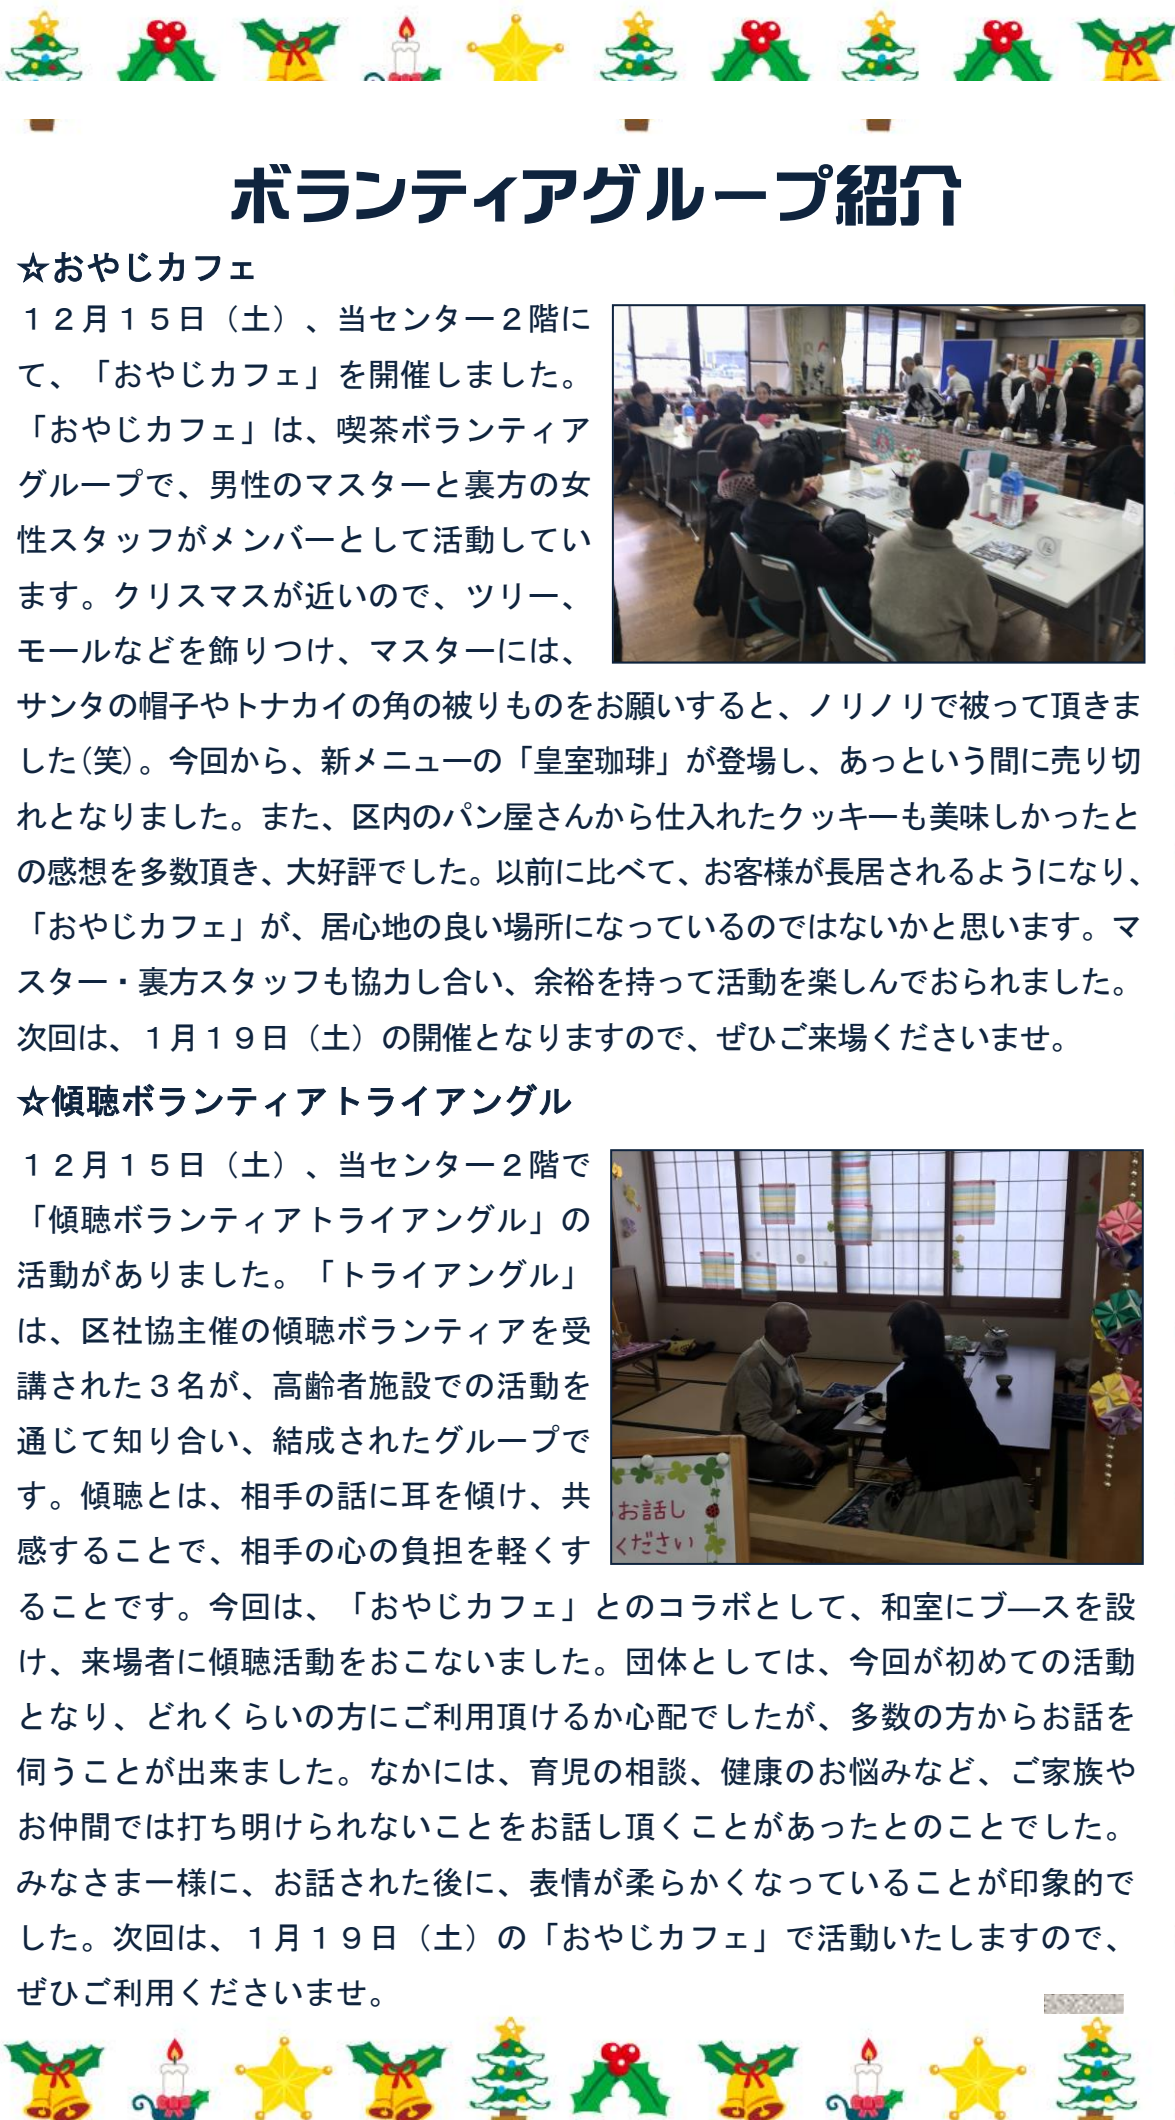 ボランティアグループ紹介
☆おやじカフェ
１２月１５日（土）、当センター２階に
て、「おやじカフェ」を開催しました。
「おやじカフェ」は、喫茶ボランティア
グループで、男性のマスターと裏方の女
性スタッフがメンバーとして活動してい
ます。クリスマスが近いので、ツリー、
モールなどを飾りつけ、マスターには、
サンタの帽子やトナカイの角の被りものをお願いすると、ノリノリで被って頂きま
した(笑)。今回から、新メニューの「皇室珈琲」が登場し、あっという間に売り切
れとなりました。また、区内のパン屋さんから仕入れたクッキーも美味しかったと
の感想を多数頂き、大好評でした。以前に比べて、お客様が長居されるようになり、
「おやじカフェ」が、居心地の良い場所になっているのではないかと思います。マ
スター・裏方スタッフも協力し合い、余裕を持って活動を楽しんでおられました。
次回は、１月１９日（土）の開催となりますので、ぜひご来場くださいませ。
☆傾聴ボランティアトライアングル
１２月１５日（土）、当センター２階で
「傾聴ボランティアトライアングル」の
活動がありました。「トライアングル」
は、区社協主催の傾聴ボランティアを受
講された３名が、高齢者施設での活動を
通じて知り合い、結成されたグループで
す。傾聴とは、相手の話に耳を傾け、共
感することで、相手の心の負担を軽くす
ることです。今回は、「おやじカフェ」とのコラボとして、和室にブ―スを設
け、来場者に傾聴活動をおこないました。団体としては、今回が初めての活動
となり、どれくらいの方にご利用頂けるか心配でしたが、多数の方からお話を
伺うことが出来ました。なかには、育児の相談、健康のお悩みなど、ご家族や
お仲間では打ち明けられないことをお話し頂くことがあったとのことでした。
みなさま一様に、お話された後に、表情が柔らかくなっていることが印象的で
した。次回は、１月１９日（土）の「おやじカフェ」で活動いたしますので、
ぜひご利用くださいませ。
お話し
ください